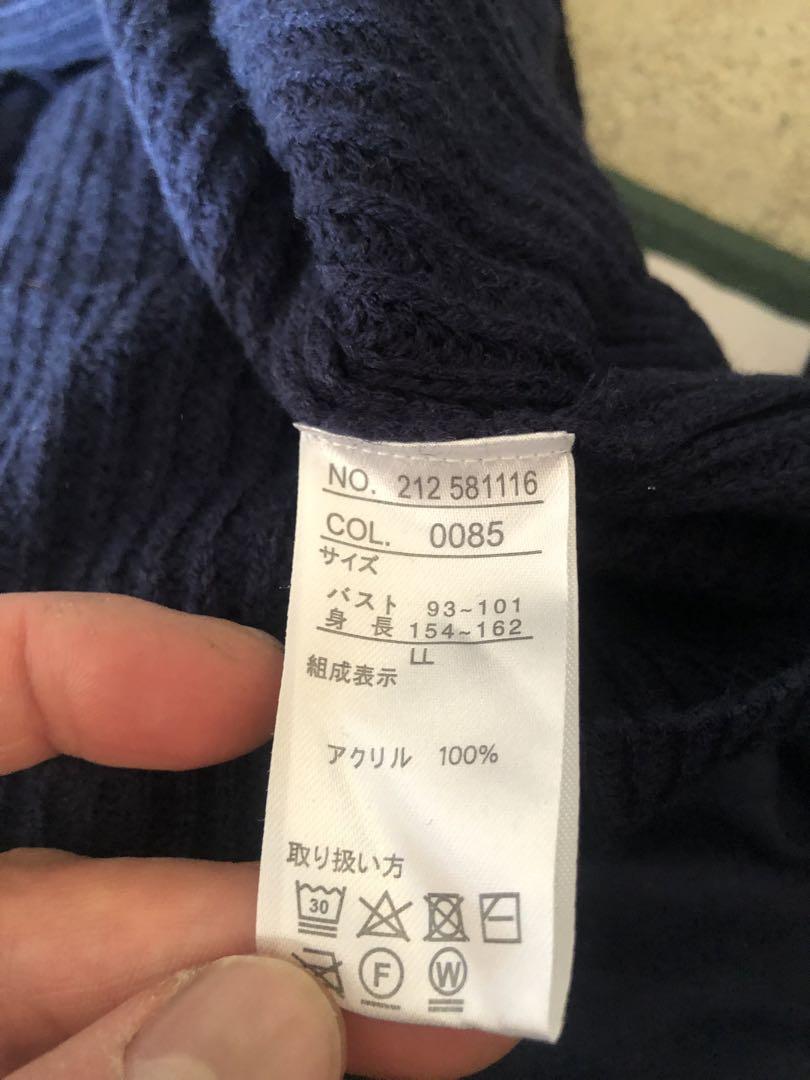 NO. 212 581116
COL. 0085
サイズ
バスト 93~101
身長 154~162
LL
組成表示
アクリル 100%
取り扱い方
30
F W